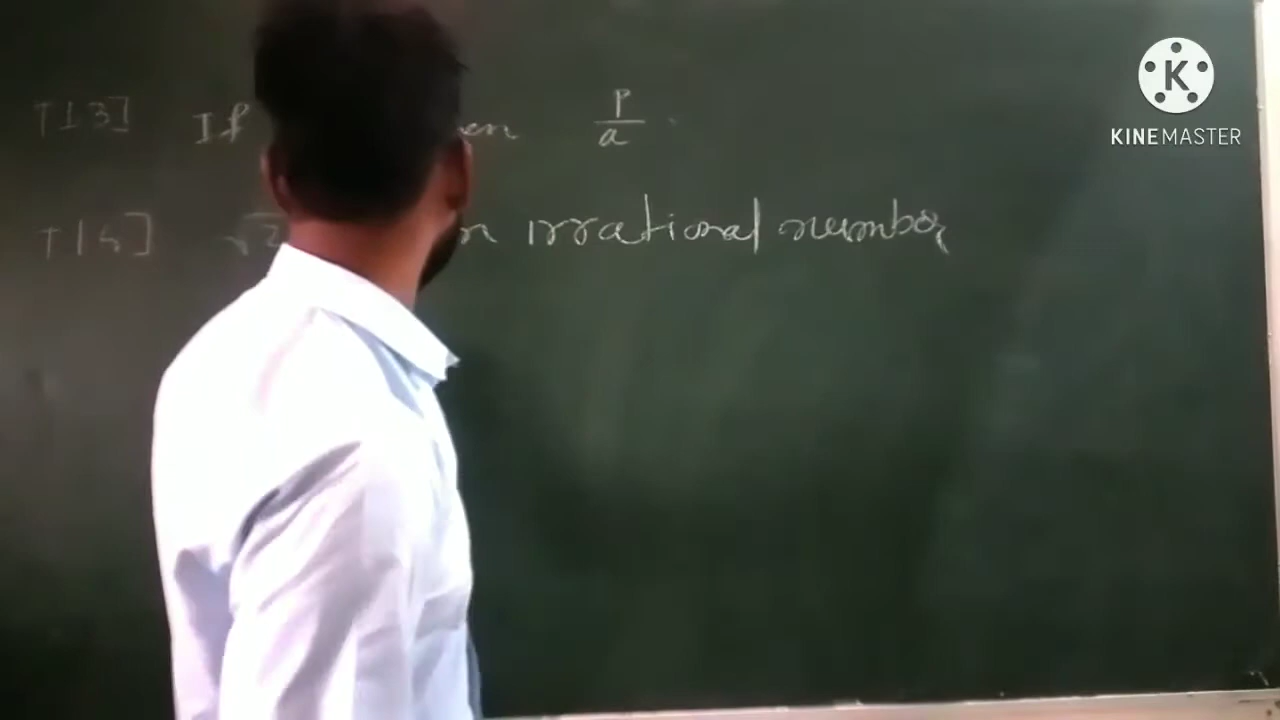 T[3] If en p/a
T[4] √2 n irrational number
K
KINEMASTER